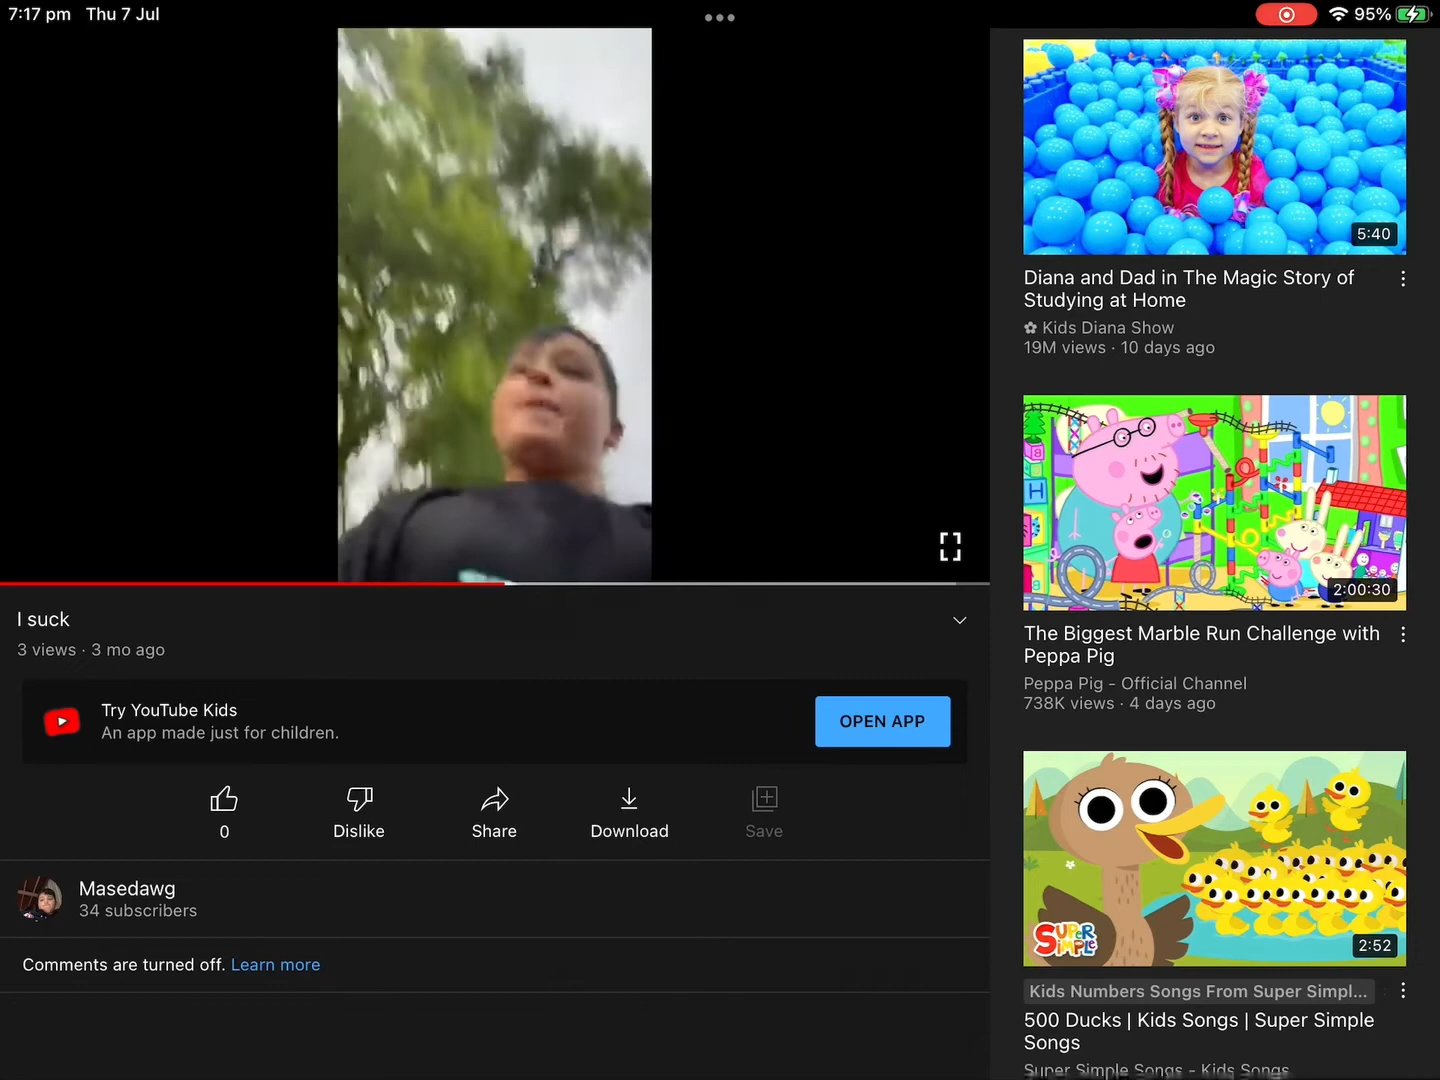 7:17 pm Thu 7 Jul
95%
5:40
Diana and Dad in The Magic Story of
Studying at Home
Kids Diana Show
19M views · 10 days ago
2:00:30
The Biggest Marble Run Challenge with
Peppa Pig
Peppa Pig - Official Channel
738K views · 4 days ago
SUPER
SIMPLE
2:52
Kids Numbers Songs From Super Simpl...
500 Ducks | Kids Songs | Super Simple
Songs
Super Simple Songs - Kids Songs
I suck
3 views · 3 mo ago
Try YouTube Kids
An app made just for children.
OPEN APP
0
Dislike
Share
Download
Save
Masedawg
34 subscribers
Comments are turned off. Learn more